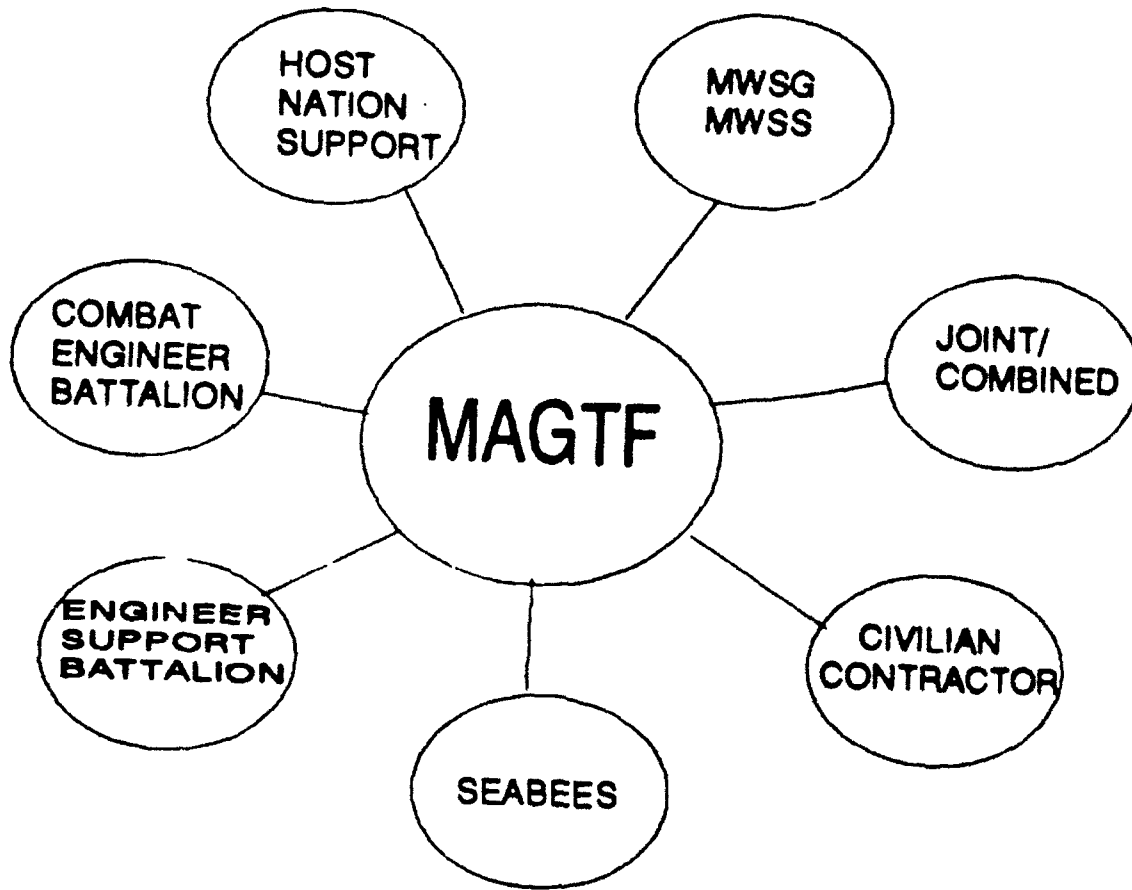 HOST
NATION
SUPPORT
MWSG
MWSS
COMBAT
ENGINEER
BATTALION
JOINT/
COMBINED
MAGTF
ENGINEER
SUPPORT
BATTALION
CIVILIAN
CONTRACTOR
SEABEES